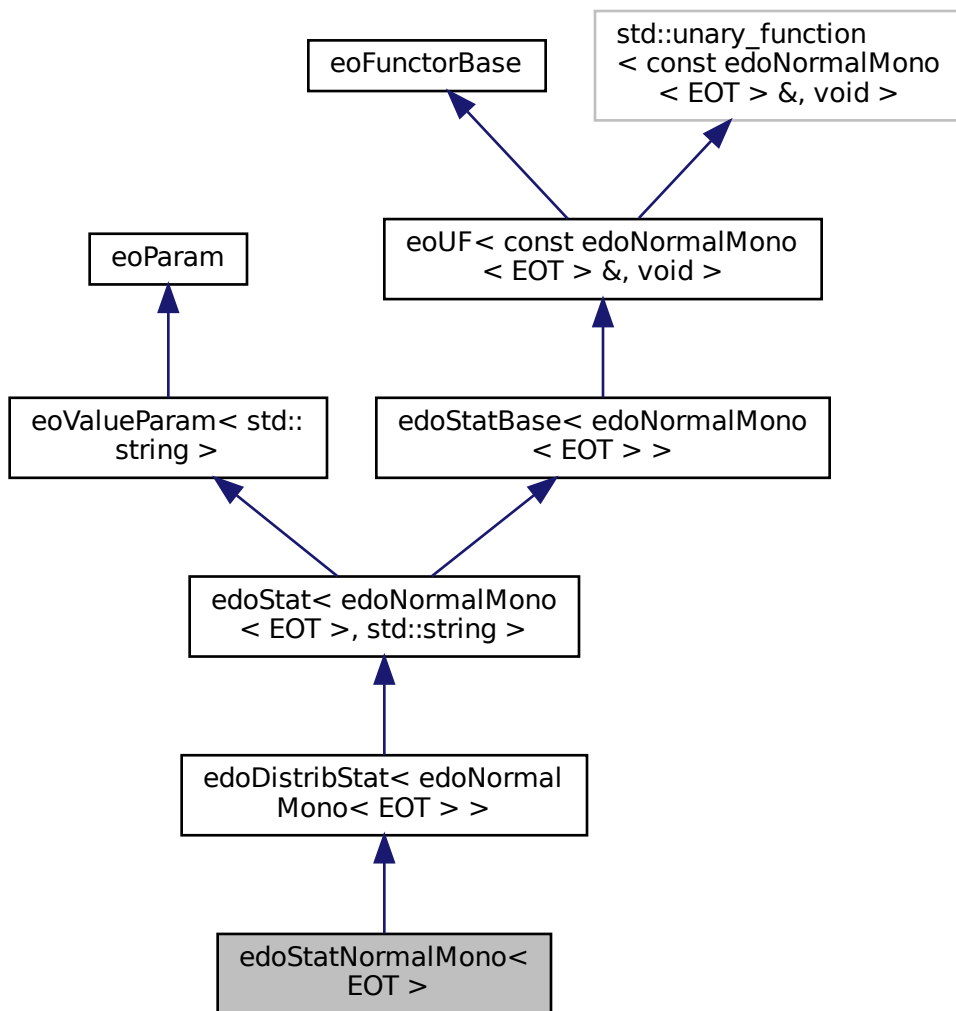 std::unary_function
< const edoNormalMono
< EOT > &, void >
eoFunctorBase
eoUF< const edoNormalMono
< EOT > &, void >
eoParam
eoValueParam< std::
string >
edoStatBase< edoNormalMono
< EOT > >
edoStat< edoNormalMono
< EOT >, std::string >
edoDistribStat< edoNormal
Mono< EOT > >
edoStatNormalMono<
EOT >